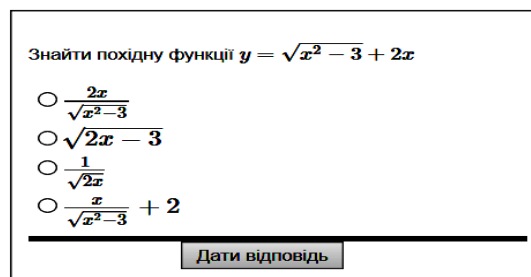 Знайти похідну функції y = √(x² − 3) + 2x
2x/√(x²−3)
√(2x − 3)
1/√(2x)
x/√(x²−3) + 2
Дати відповідь